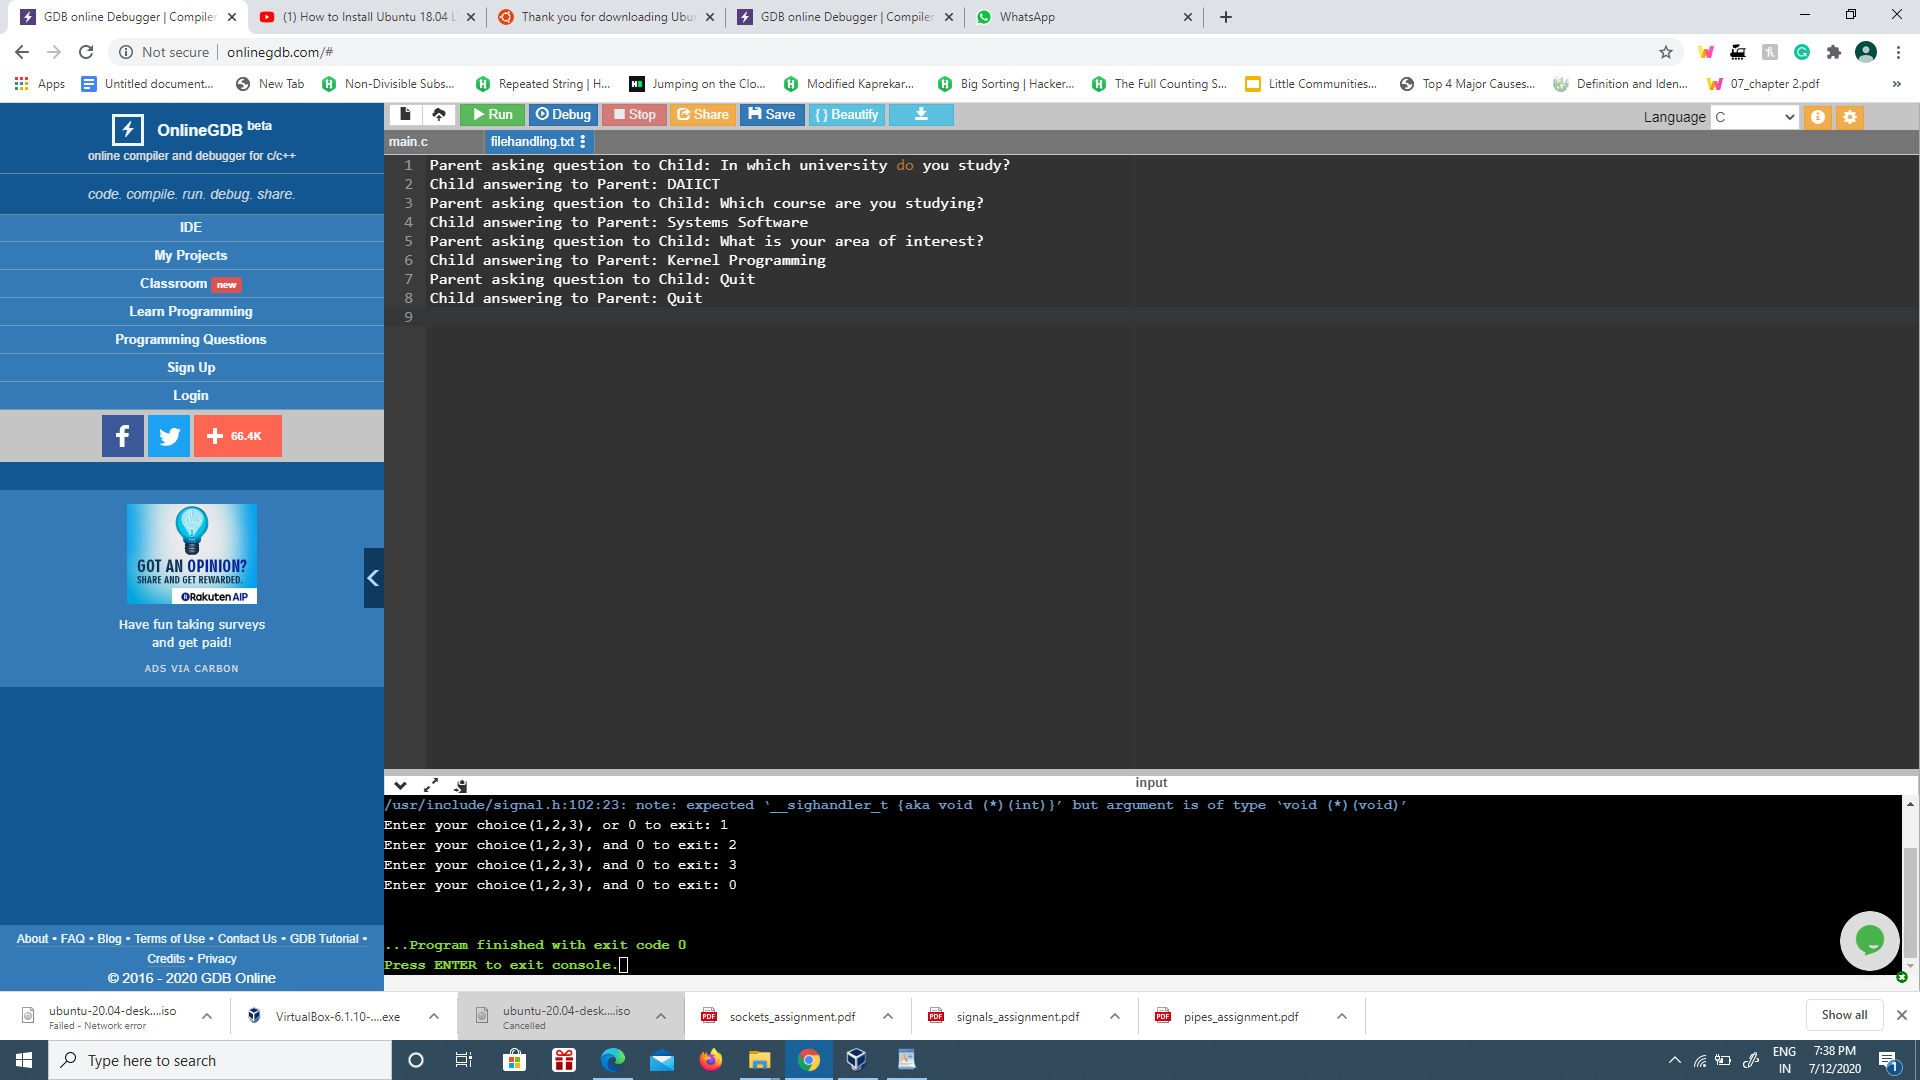 GDB online Debugger | Compiler
(1) How to Install Ubuntu 18.04 L
Thank you for downloading Ubu
GDB online Debugger | Compiler
WhatsApp
Not secure
onlinegdb.com/#
Apps
Untitled document...
New Tab
Non-Divisible Subs...
Repeated String | H...
Jumping on the Clo...
Modified Kaprekar...
Big Sorting | Hacker...
The Full Counting S...
Little Communities...
Top 4 Major Causes...
Definition and Iden...
07_chapter 2.pdf
»
OnlineGDB beta
online compiler and debugger for c/c++
code. compile. run. debug. share.
IDE
My Projects
Classroom new
Learn Programming
Programming Questions
Sign Up
Login
66.4K
GOT AN OPINION?
SHARE AND GET REWARDED.
Rakuten AIP
Have fun taking surveys
and get paid!
ADS VIA CARBON
About • FAQ • Blog • Terms of Use • Contact Us • GDB Tutorial •
Credits • Privacy
© 2016 - 2020 GDB Online
Run
Debug
Stop
Share
Save
{ } Beautify
Language C
main.c
filehandling.txt
1 Parent asking question to Child: In which university do you study?
2 Child answering to Parent: DAIICT
3 Parent asking question to Child: Which course are you studying?
4 Child answering to Parent: Systems Software
5 Parent asking question to Child: What is your area of interest?
6 Child answering to Parent: Kernel Programming
7 Parent asking question to Child: Quit
8 Child answering to Parent: Quit
9
input
/usr/include/signal.h:102:23: note: expected ‘__sighandler_t {aka void (*)(int)}’ but argument is of type ‘void (*)(void)’
Enter your choice(1,2,3), or 0 to exit: 1
Enter your choice(1,2,3), and 0 to exit: 2
Enter your choice(1,2,3), and 0 to exit: 3
Enter your choice(1,2,3), and 0 to exit: 0
...Program finished with exit code 0
Press ENTER to exit console.
ubuntu-20.04-desk....iso
Failed - Network error
VirtualBox-6.1.10-....exe
ubuntu-20.04-desk....iso
Cancelled
sockets_assignment.pdf
signals_assignment.pdf
pipes_assignment.pdf
Show all
Type here to search
ENG
IN
7:38 PM
7/12/2020
1